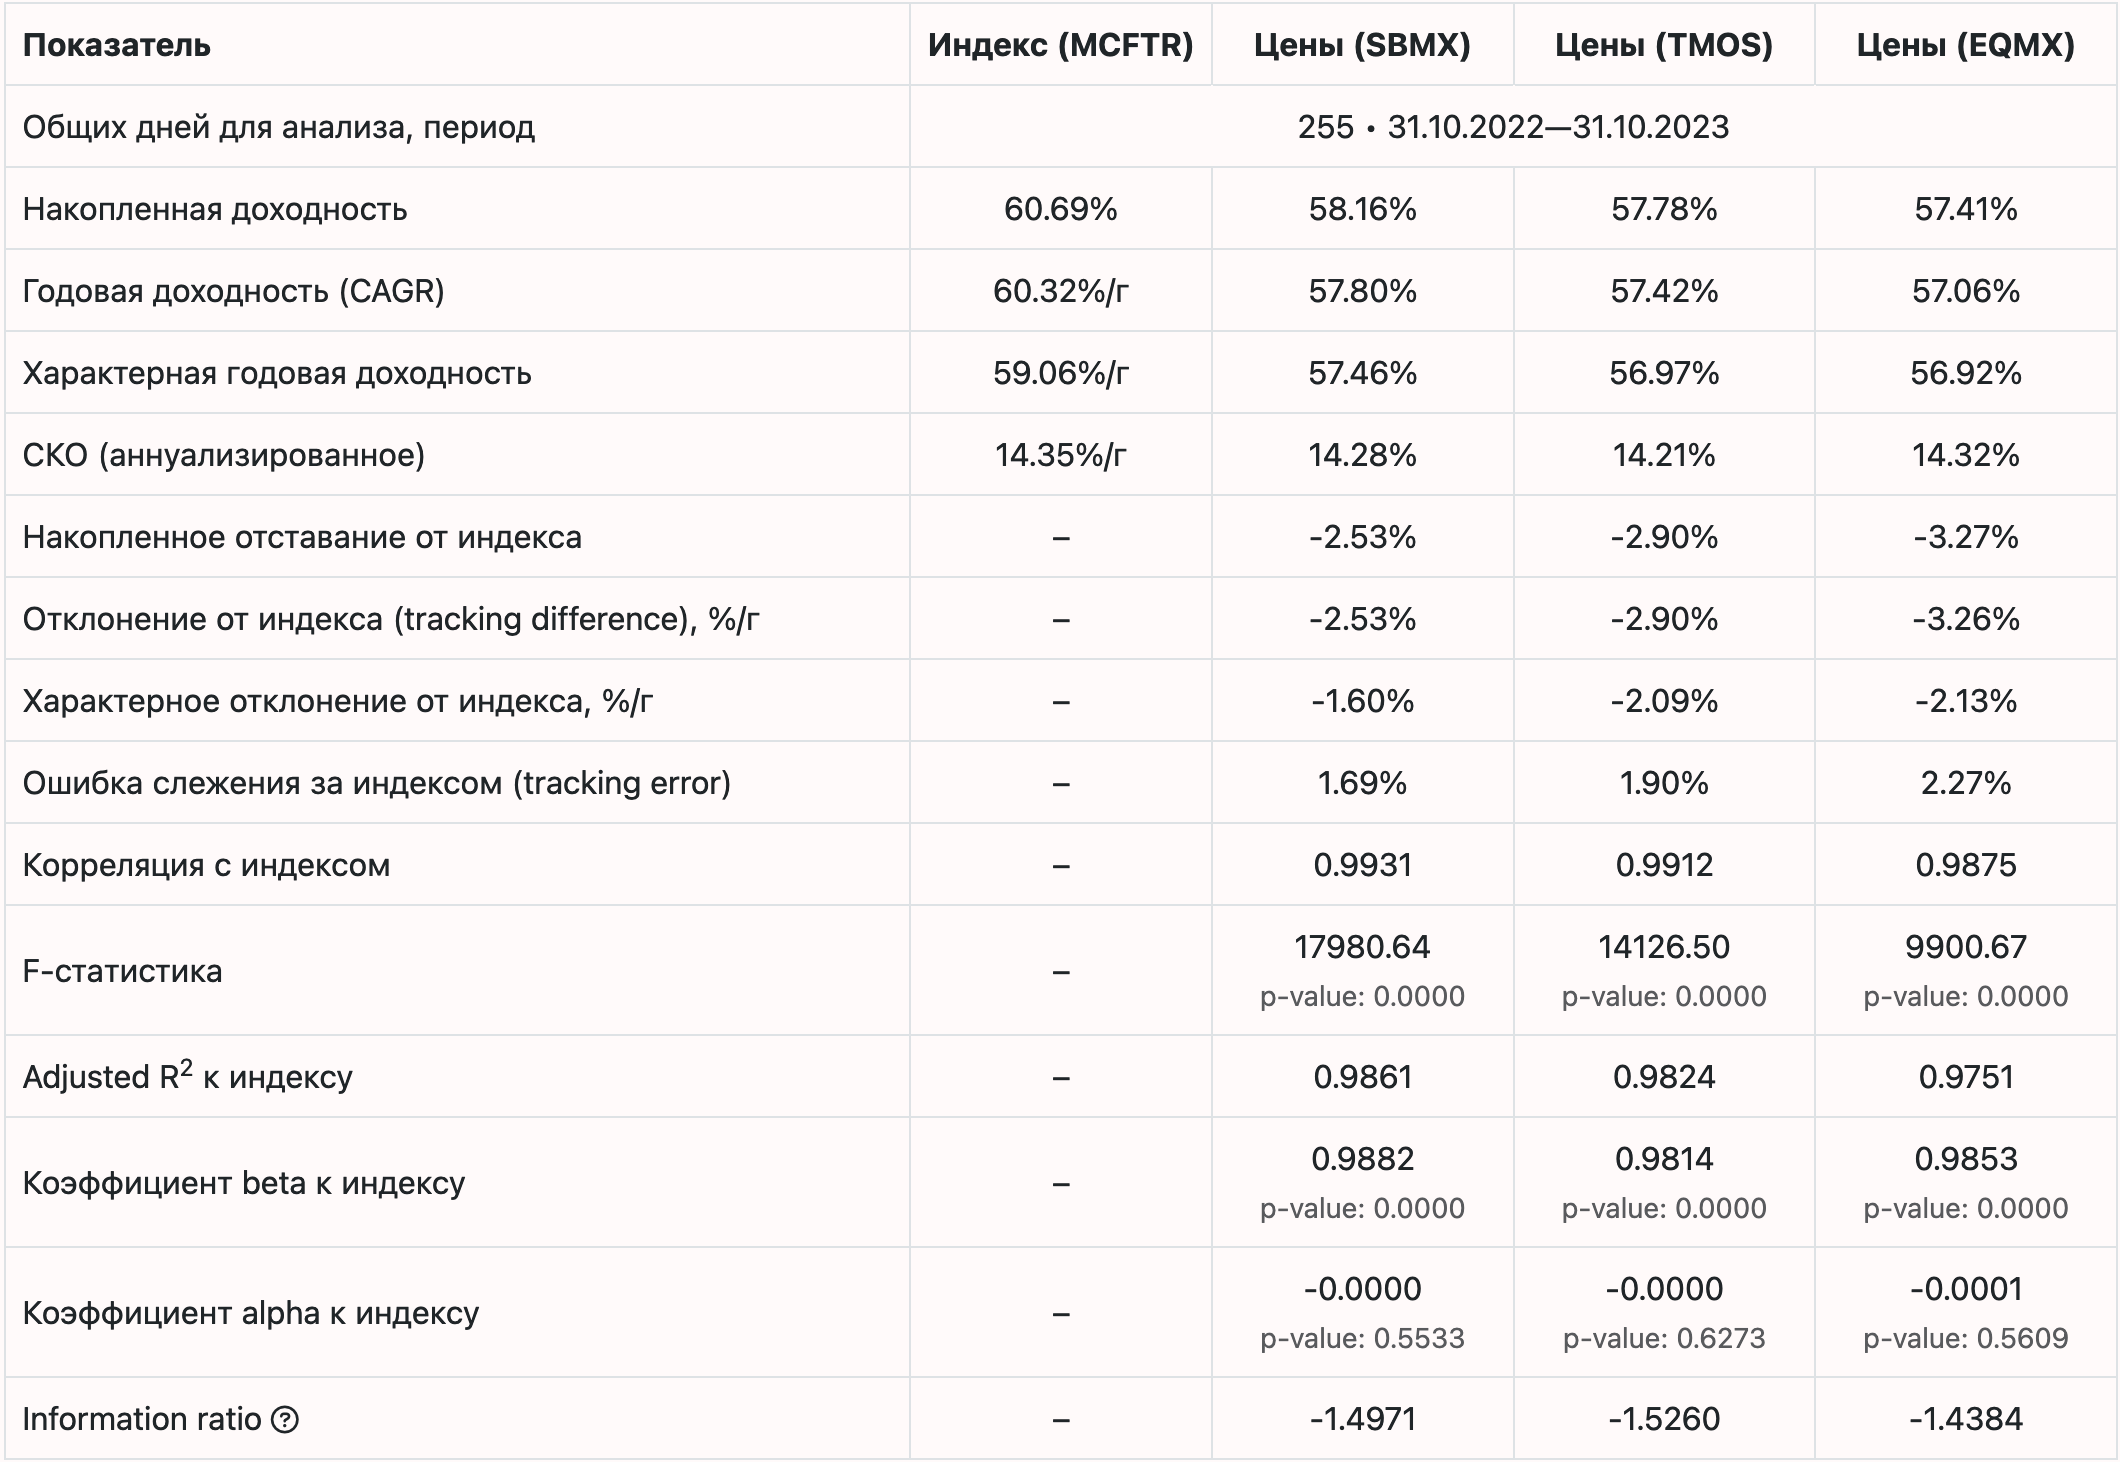 Показатель Индекс (MCFTR) Цены (SBMX) Цены (TMOS) Цены (EQMX)
Общих дней для анализа, период 255 • 31.10.2022—31.10.2023
Накопленная доходность 60.69% 58.16% 57.78% 57.41%
Годовая доходность (CAGR) 60.32%/г 57.80% 57.42% 57.06%
Характерная годовая доходность 59.06%/г 57.46% 56.97% 56.92%
СКО (аннуализированное) 14.35%/г 14.28% 14.21% 14.32%
Накопленное отставание от индекса – -2.53% -2.90% -3.27%
Отклонение от индекса (tracking difference), %/г – -2.53% -2.90% -3.26%
Характерное отклонение от индекса, %/г – -1.60% -2.09% -2.13%
Ошибка слежения за индексом (tracking error) – 1.69% 1.90% 2.27%
Корреляция с индексом – 0.9931 0.9912 0.9875
F-статистика – 17980.64 14126.50 9900.67
p-value: 0.0000 p-value: 0.0000 p-value: 0.0000
Adjusted R² к индексу – 0.9861 0.9824 0.9751
Коэффициент beta к индексу – 0.9882 0.9814 0.9853
p-value: 0.0000 p-value: 0.0000 p-value: 0.0000
Коэффициент alpha к индексу – -0.0000 -0.0000 -0.0001
p-value: 0.5533 p-value: 0.6273 p-value: 0.5609
Information ratio ? – -1.4971 -1.5260 -1.4384